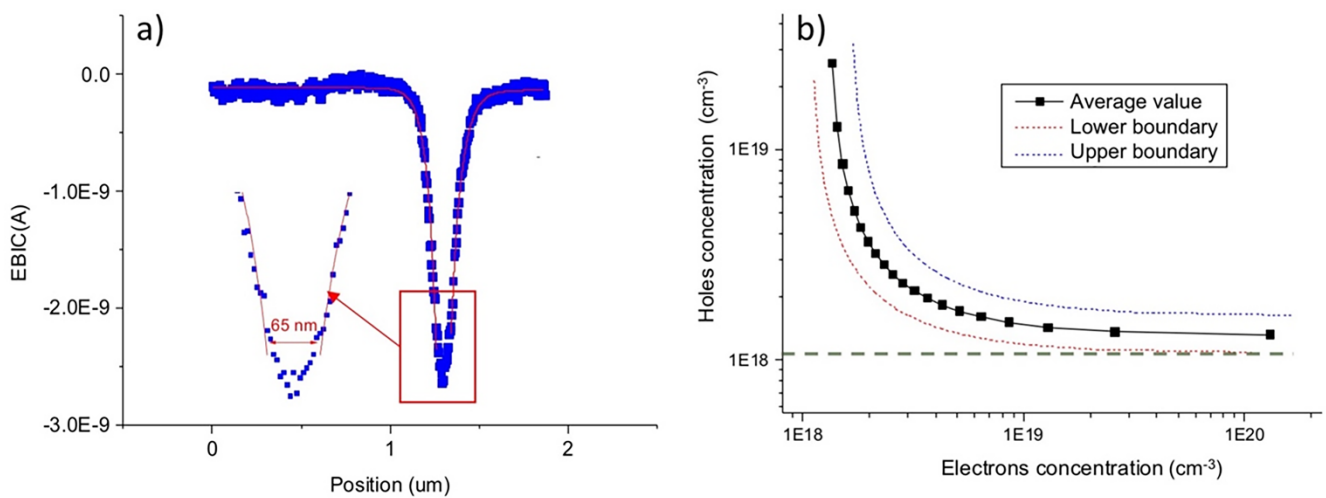 a)
0.0
-1.0E-9
-2.0E-9
-3.0E-9
EBIC(A)
65 nm
0
1
2
Position (um)
b)
Holes concentration (cm-3)
1E19
1E18
Average value
Lower boundary
Upper boundary
1E18
1E19
1E20
Electrons concentration (cm-3)